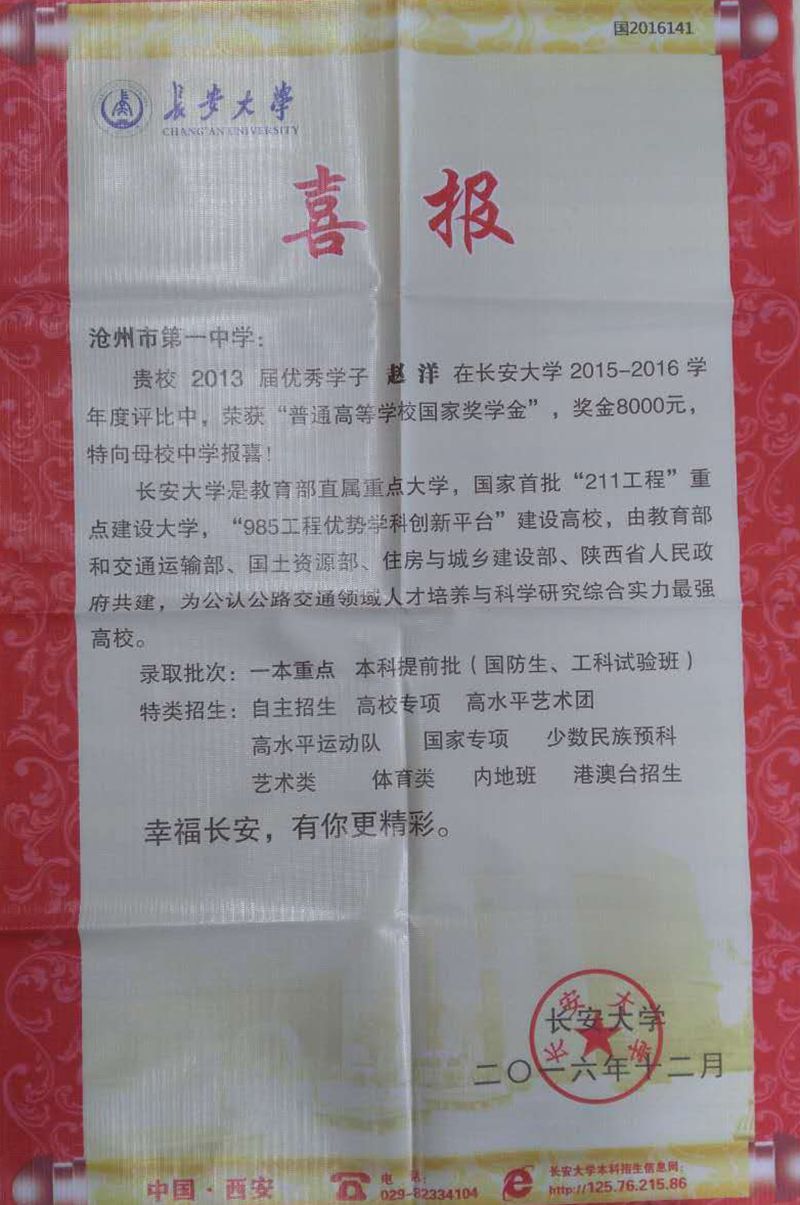 国2016141
长安大学
CHANG'AN UNIVERSITY
喜报
沧州市第一中学：
贵校 2013 届优秀学子 赵洋 在长安大学 2015-2016 学
年度评比中，荣获“普通高等学校国家奖学金”，奖金8000元，
特向母校中学报喜！
长安大学是教育部直属重点大学，国家首批“211工程”重
点建设大学，“985工程优势学科创新平台”建设高校，由教育部
和交通运输部、国土资源部、住房与城乡建设部、陕西省人民政
府共建，为公认公路交通领域人才培养与科学研究综合实力最强
高校。
录取批次：一本重点 本科提前批（国防生、工科试验班）
特类招生：自主招生 高校专项 高水平艺术团
高水平运动队 国家专项 少数民族预科
艺术类 体育类 内地班 港澳台招生
幸福长安，有你更精彩。
长安大学
长安大学
二〇一六年十二月
中国·西安
电 话：
029-82334104
长安大学本科招生信息网：
http://125.76.215.86